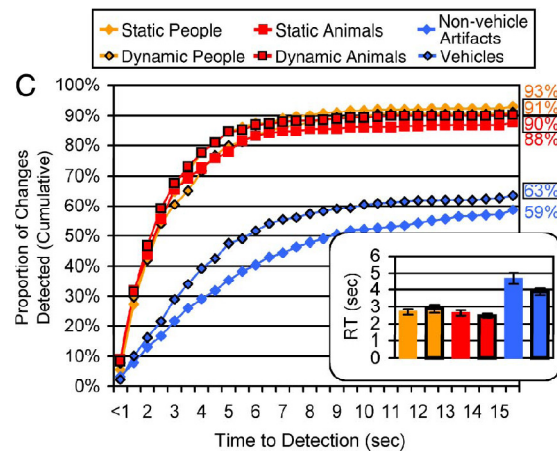 Static People
Static Animals
Non-vehicle
Artifacts
Dynamic People
Dynamic Animals
Vehicles
C
100%
90%
80%
70%
60%
50%
40%
30%
20%
10%
0%
Proportion of Changes
Detected (Cumulative)
93%
91%
90%
88%
63%
59%
RT (sec)
6
5
4
3
2
1
0
<1 2 3 4 5 6 7 8 9 10 11 12 13 14 15
Time to Detection (sec)